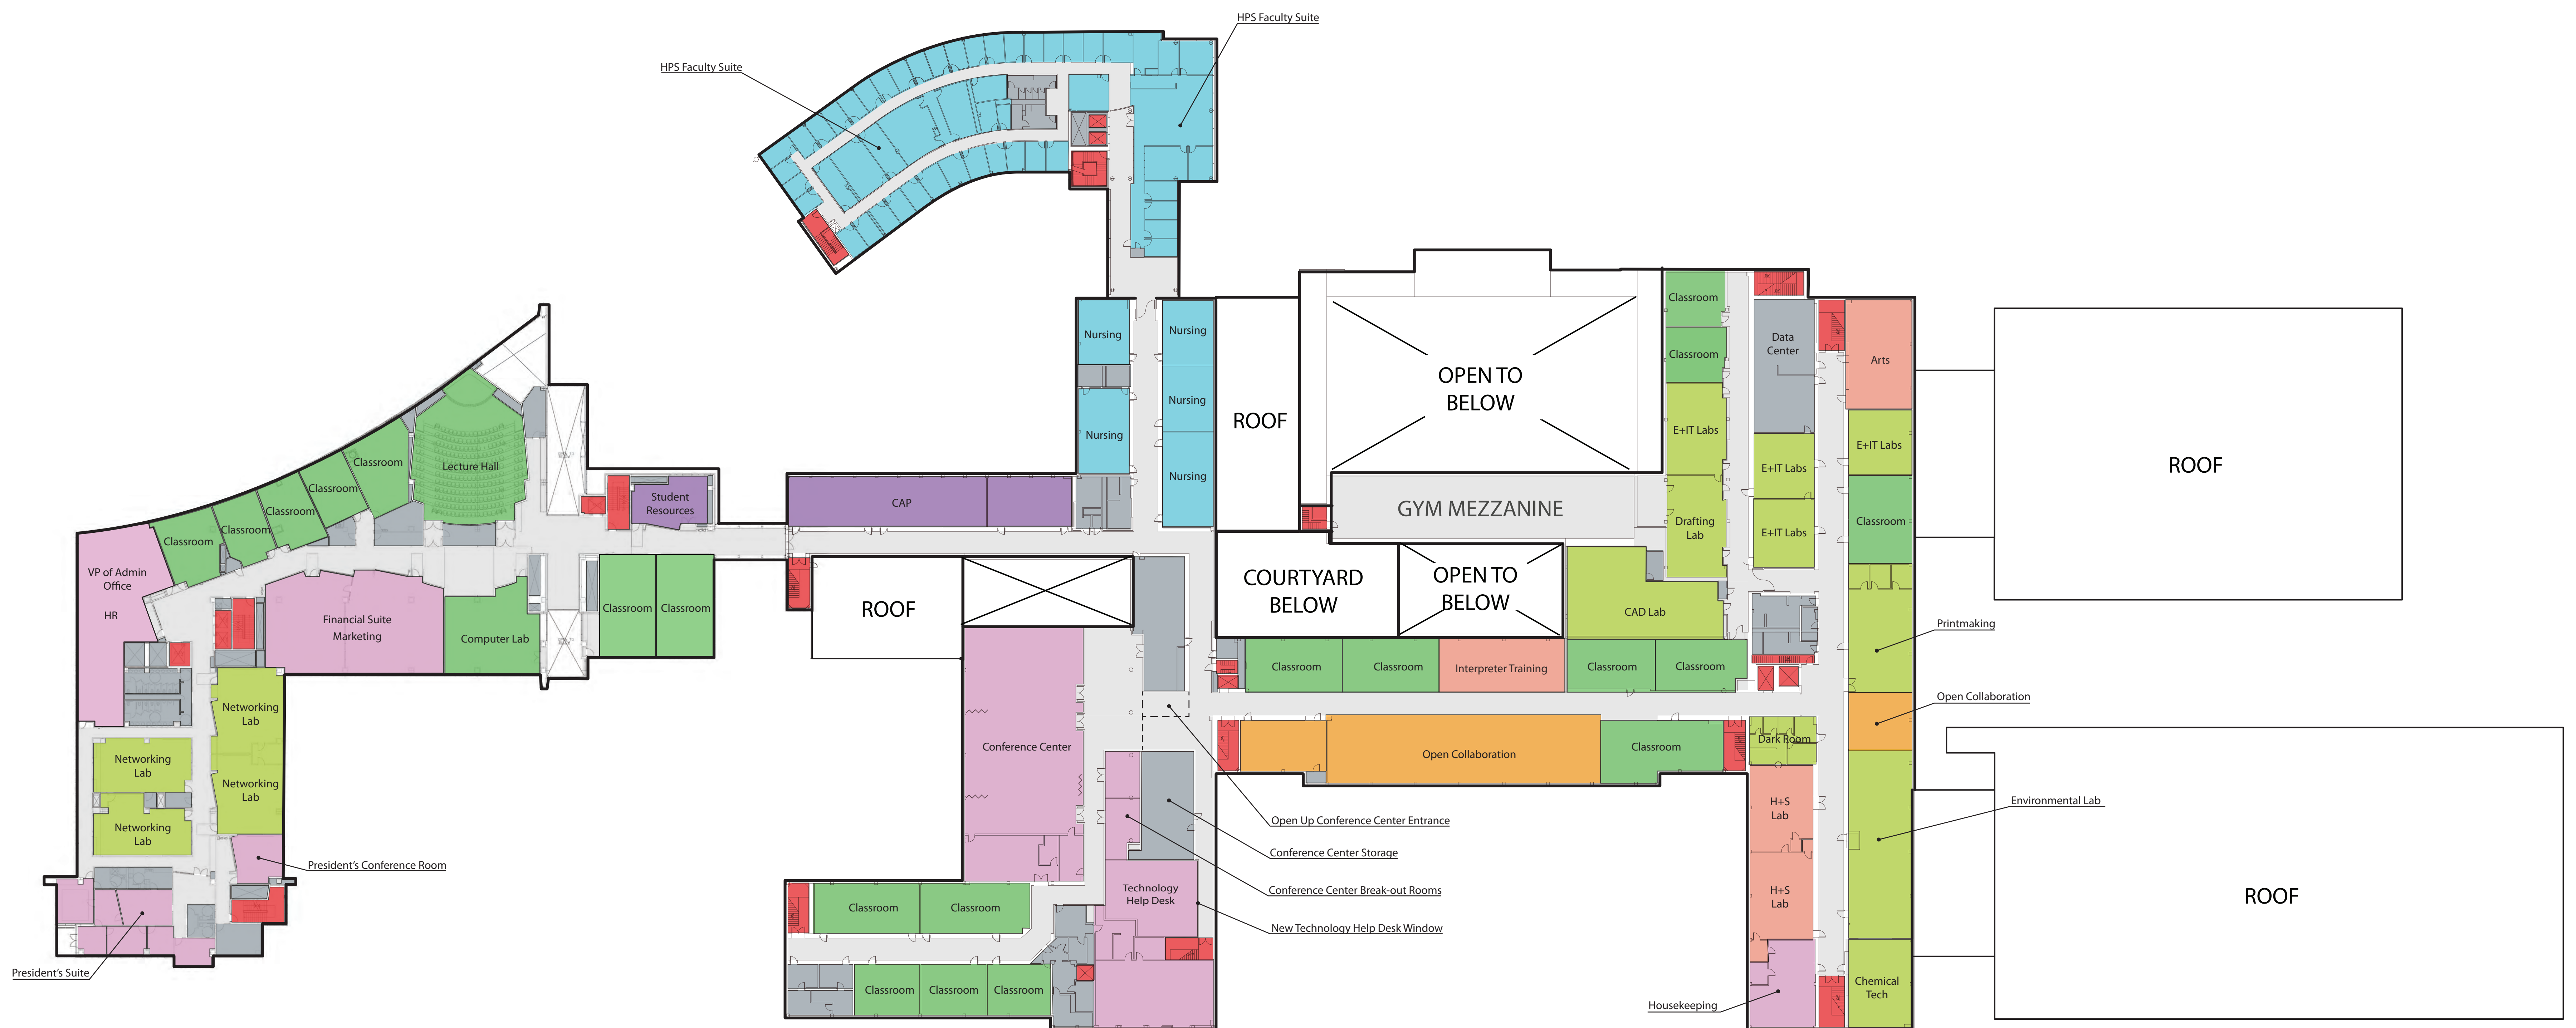 HPS Faculty Suite
HPS Faculty Suite
Nursing
Nursing
Nursing
Nursing
Nursing
ROOF
OPEN TO
BELOW
GYM MEZZANINE
Classroom
Classroom
E+IT Labs
Drafting
Lab
Data
Center
E+IT Labs
E+IT Labs
Arts
E+IT Labs
Classroom
ROOF
Lecture Hall
Classroom
Classroom
Classroom
Classroom
Classroom
Student
Resources
CAP
VP of Admin
Office
HR
Financial Suite
Marketing
Computer Lab
Classroom
Classroom
ROOF
COURTYARD
BELOW
OPEN TO
BELOW
CAD Lab
Printmaking
Classroom
Classroom
Interpreter Training
Classroom
Classroom
Open Collaboration
Networking
Lab
Networking
Lab
Networking
Lab
Networking
Lab
Conference Center
Open Collaboration
Classroom
Dark Room
H+S
Lab
H+S
Lab
Environmental Lab
Open Up Conference Center Entrance
Conference Center Storage
Conference Center Break-out Rooms
New Technology Help Desk Window
President's Conference Room
President's Suite
Technology
Help Desk
Classroom
Classroom
Classroom
Classroom
Classroom
ROOF
Chemical
Tech
Housekeeping